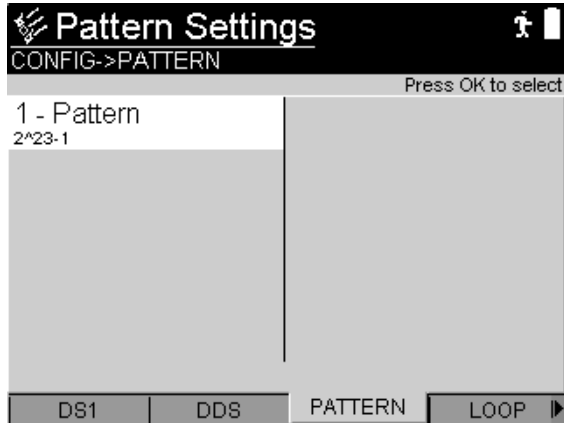 Pattern Settings
CONFIG->PATTERN
Press OK to select
1 - Pattern
2^23-1
DS1 DDS PATTERN LOOP